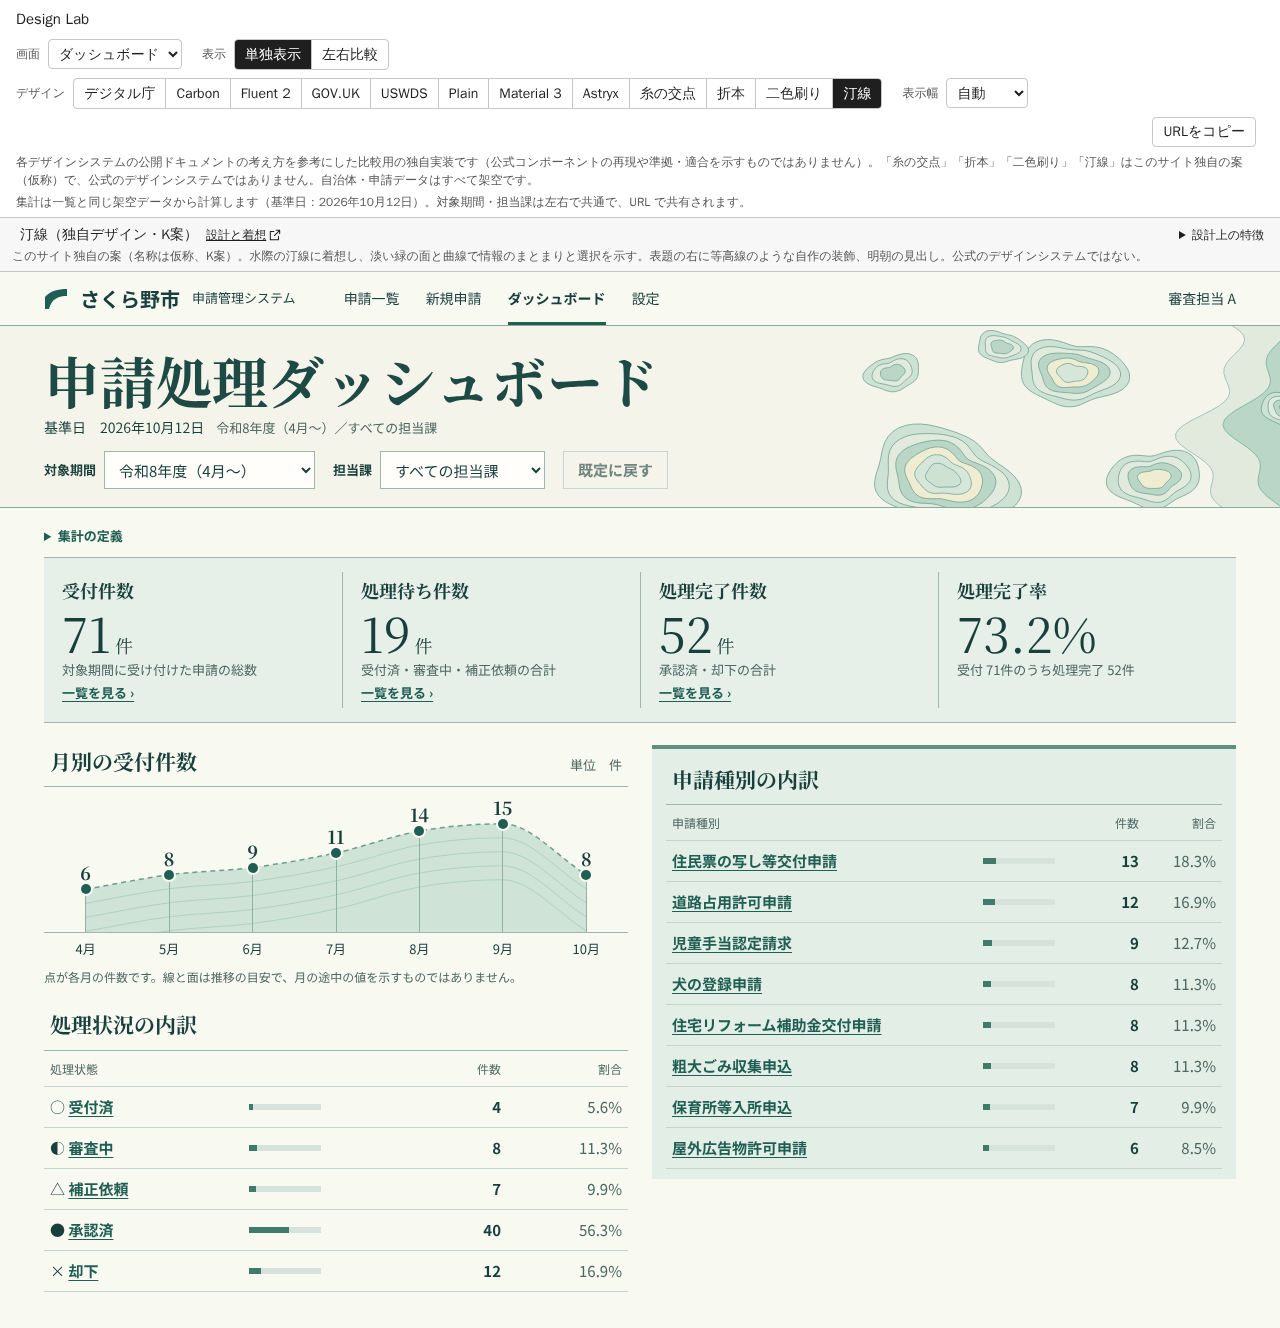 Design Lab
画面 ダッシュボード 表示 単独表示 左右比較
デザイン デジタル庁 Carbon Fluent 2 GOV.UK USWDS Plain Material 3 Astryx 糸の交点 折本 二色刷り 汀線 表示幅 自動
URLをコピー
各デザインシステムの公開ドキュメントの考え方を参考にした比較用の独自実装です（公式コンポーネントの再現や準拠・適合を示すものではありません）。「糸の交点」「折本」「二色刷り」「汀線」はこのサイト独自の案
（仮称）で、公式のデザインシステムではありません。自治体・申請データはすべて架空です。
集計は一覧と同じ架空データから計算します（基準日：2026年10月12日）。対象期間・担当課は左右で共通で、URL で共有されます。
汀線（独自デザイン・K案） 設計と着想 ▶ 設計上の特徴
このサイト独自の案（名称は仮称、K案）。水際の汀線に着想し、淡い緑の面と曲線で情報のまとまりと選択を示す。表題の右に等高線のような自作の装飾、明朝の見出し。公式のデザインシステムではない。
さくら野市 申請管理システム 申請一覧 新規申請 ダッシュボード 設定 審査担当 A
申請処理ダッシュボード
基準日 2026年10月12日 令和8年度（4月〜）／すべての担当課
対象期間 令和8年度（4月〜） 担当課 すべての担当課 既定に戻す
▶ 集計の定義
受付件数 処理待ち件数 処理完了件数 処理完了率
71 件 19 件 52 件 73.2%
対象期間に受け付けた申請の総数 受付済・審査中・補正依頼の合計 承認済・却下の合計 受付 71件のうち処理完了 52件
一覧を見る › 一覧を見る › 一覧を見る ›
月別の受付件数 単位 件
6 8 9 11 14 15 8
4月 5月 6月 7月 8月 9月 10月
点が各月の件数です。線と面は推移の目安で、月の途中の値を示すものではありません。
処理状況の内訳
処理状態 件数 割合
○ 受付済 4 5.6%
◐ 審査中 8 11.3%
△ 補正依頼 7 9.9%
● 承認済 40 56.3%
× 却下 12 16.9%
申請種別の内訳
申請種別 件数 割合
住民票の写し等交付申請 13 18.3%
道路占用許可申請 12 16.9%
児童手当認定請求 9 12.7%
犬の登録申請 8 11.3%
住宅リフォーム補助金交付申請 8 11.3%
粗大ごみ収集申込 8 11.3%
保育所等入所申込 7 9.9%
屋外広告物許可申請 6 8.5%